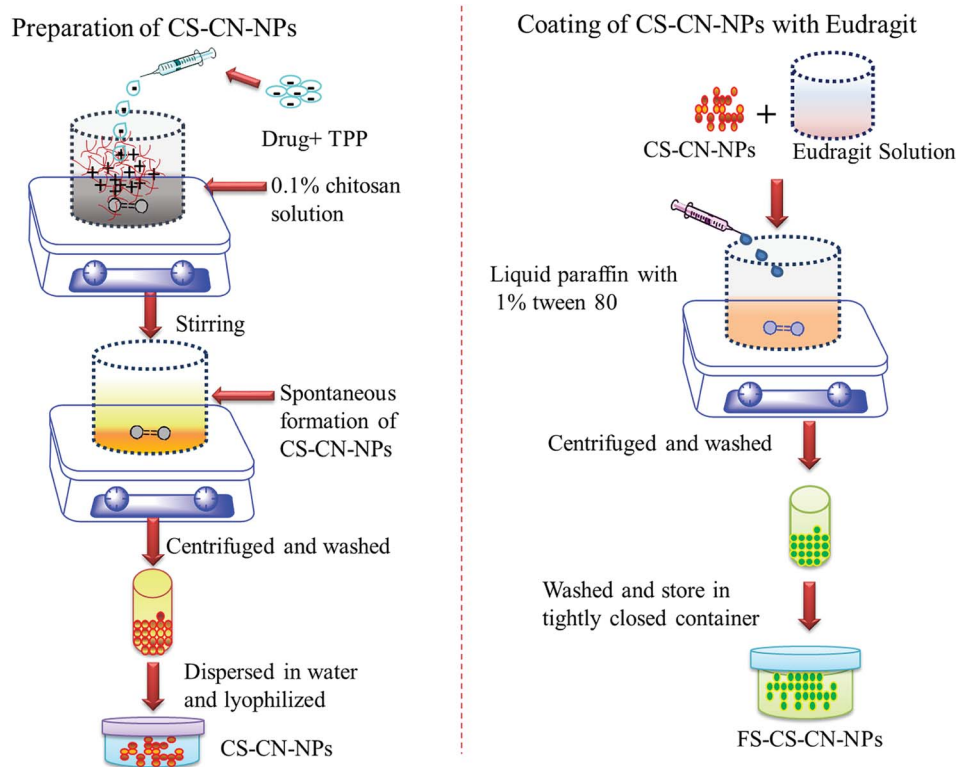 Preparation of CS-CN-NPs
Drug+ TPP
0.1% chitosan
solution
Stirring
Spontaneous
formation of
CS-CN-NPs
Centrifuged and washed
Dispersed in water
and lyophilized
CS-CN-NPs
Coating of CS-CN-NPs with Eudragit
CS-CN-NPs
+
Eudragit Solution
Liquid paraffin with
1% tween 80
Centrifuged and washed
Washed and store in
tightly closed container
FS-CS-CN-NPs